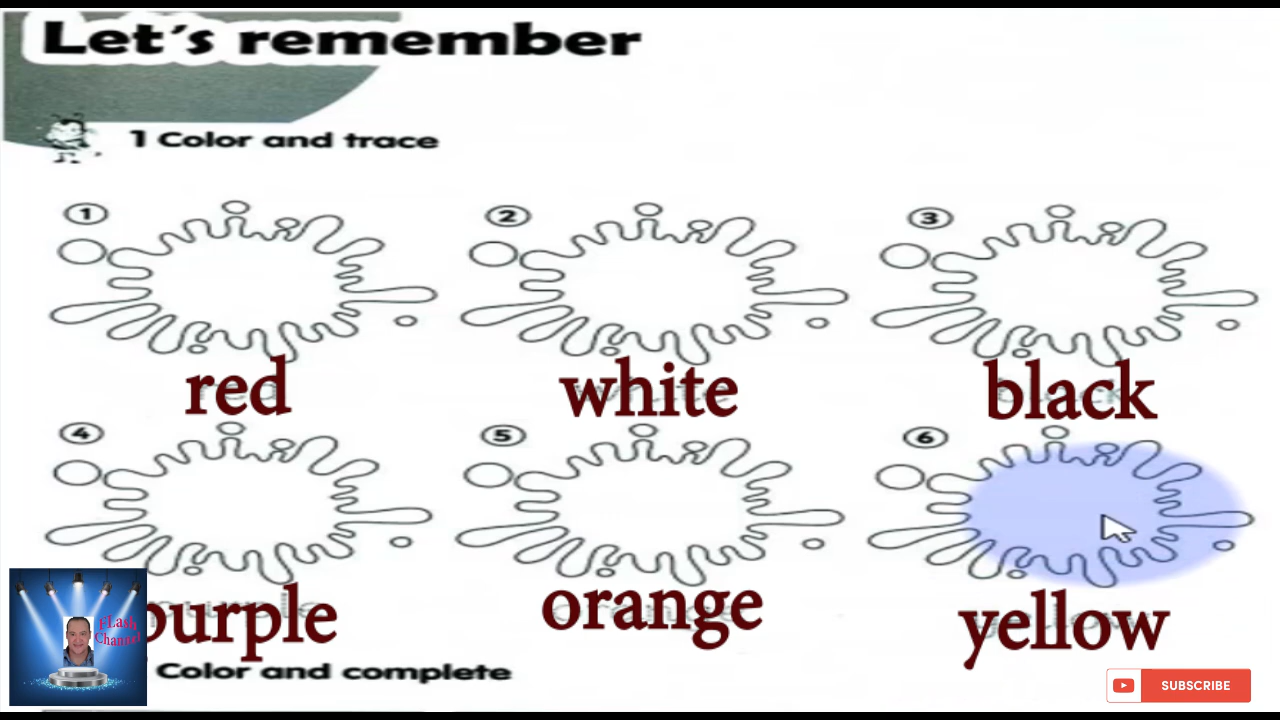 Let's remember
1 Color and trace
1 2 3
red white black
4 5 6
purple orange yellow
FLash
Channel
Color and complete
SUBSCRIBE